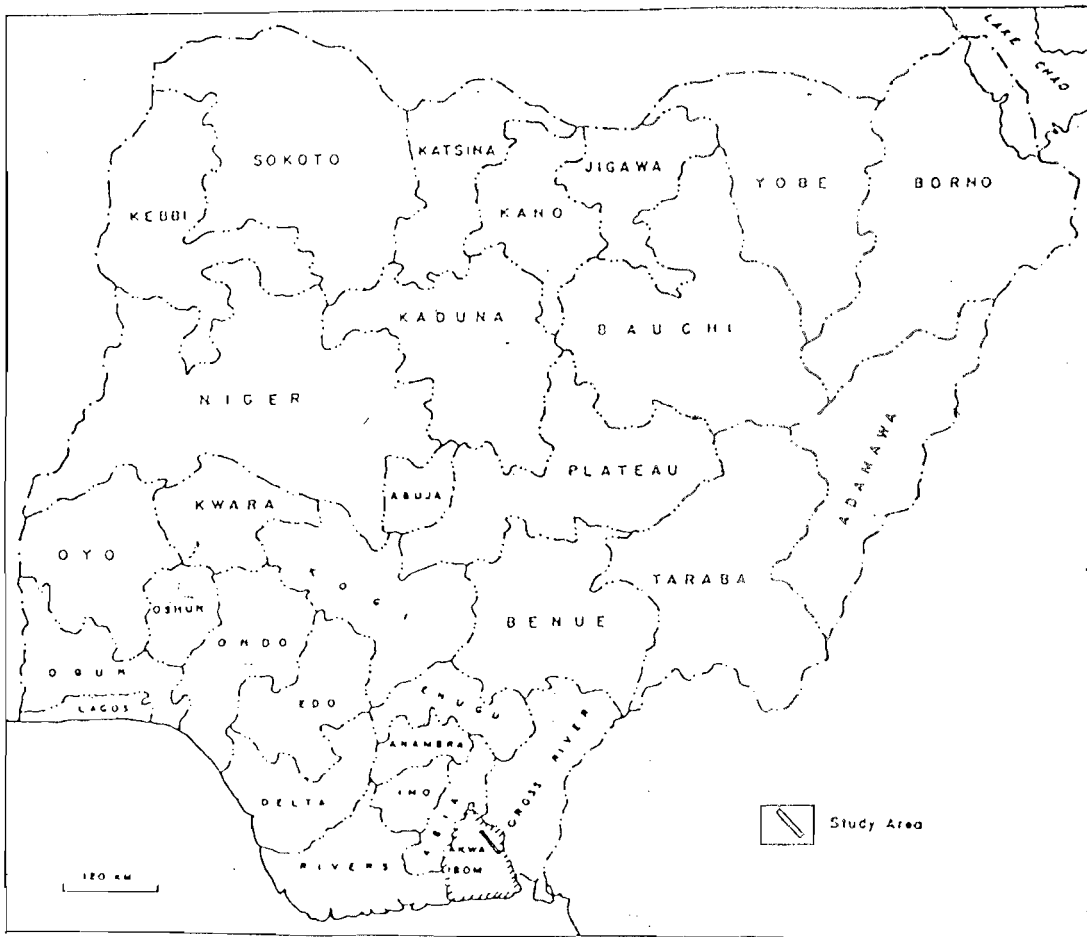 LAKE CHAD
SOKOTO
KATSINA
JIGAWA
YOBE
BORNO
KEBBI
KANO
KADUNA
BAUCHI
NIGER
PLATEAU
ADAMAWA
ABUJA
KWARA
OYO
KOGI
TARABA
OSHUN
BENUE
ONDO
OGUN
LAGOS
EDO
ENUGU
ANAMBRA
CROSS RIVER
IMO
DELTA
ABIA
RIVERS
AKWA
IBOM
Study Area
120 KM